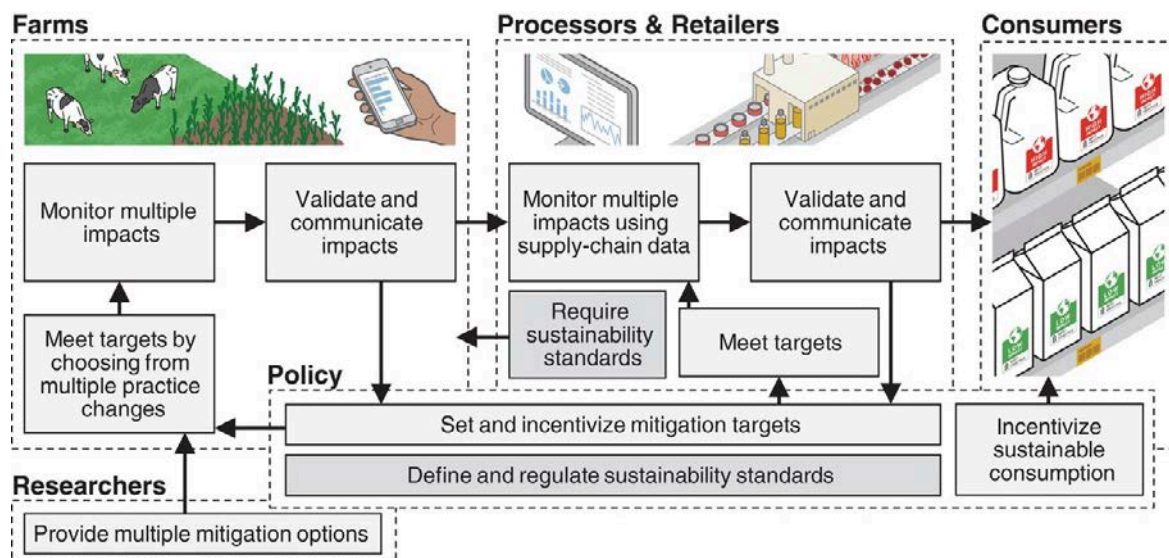 Farms
Processors & Retailers
Consumers
Monitor multiple
impacts
Validate and
communicate
impacts
Monitor multiple
impacts using
supply-chain data
Validate and
communicate
impacts
Meet targets by
choosing from
multiple practice
changes
Require
sustainability
standards
Meet targets
Policy
Set and incentivize mitigation targets
Define and regulate sustainability standards
Incentivize
sustainable
consumption
Researchers
Provide multiple mitigation options
LOW
LOW